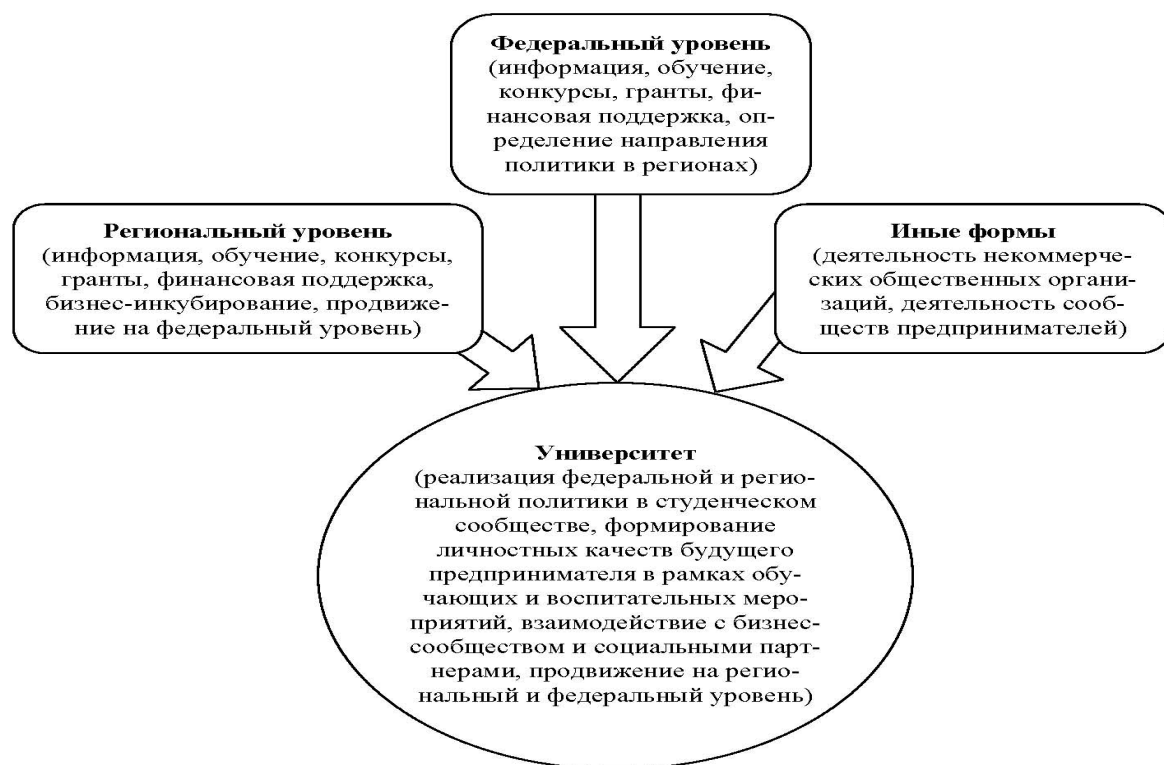 Федеральный уровень
(информация, обучение,
конкурсы, гранты, фи-
нансовая поддержка, оп-
ределение направления
политики в регионах)
Региональный уровень
(информация, обучение, конкурсы,
гранты, финансовая поддержка,
бизнес-инкубирование, продвиже-
ние на федеральный уровень)
Иные формы
(деятельность некоммерче-
ских общественных органи-
заций, деятельность сооб-
ществ предпринимателей)
Университет
(реализация федеральной и регио-
нальной политики в студенческом
сообществе, формирование
личностных качеств будущего
предпринимателя в рамках обу-
чающих и воспитательных меро-
приятий, взаимодействие с бизнес-
сообществом и социальными парт-
нерами, продвижение на регио-
нальный и федеральный уровень)